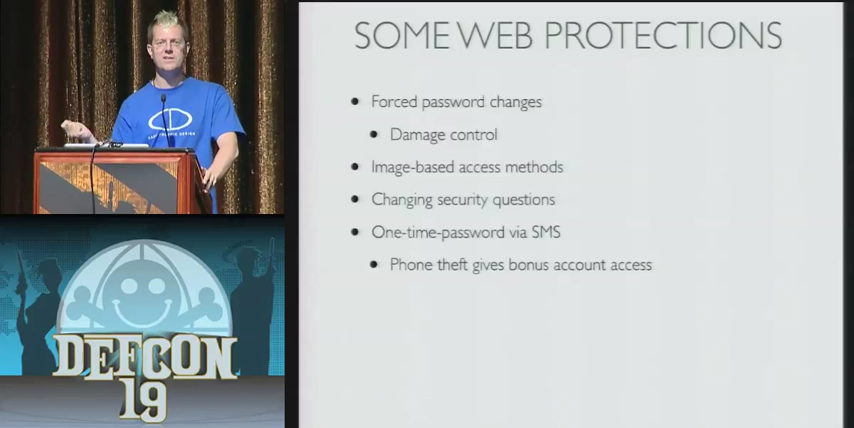 SOME WEB PROTECTIONS
Forced password changes
Damage control
Image-based access methods
Changing security questions
One-time-password via SMS
Phone theft gives bonus account access
DEFCON
19